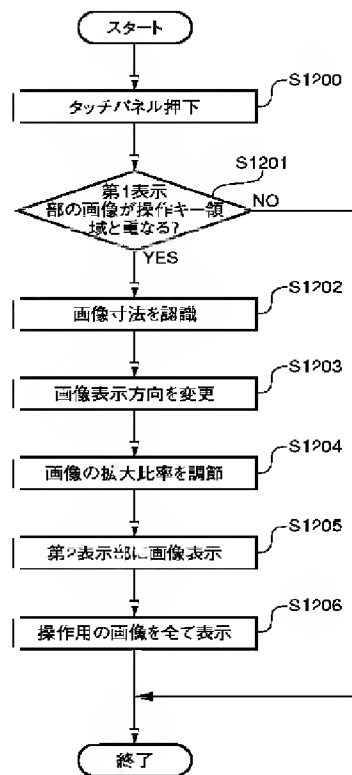 スタート
S1200
タッチパネル押下
S1201
第1表示
部の画像が操作キー領
域と重なる?
NO
YES
S1202
画像寸法を認識
S1203
画像表示方向を変更
S1204
画像の拡大比率を調節
S1205
第2表示部に画像表示
S1206
操作用の画像を全て表示
終了